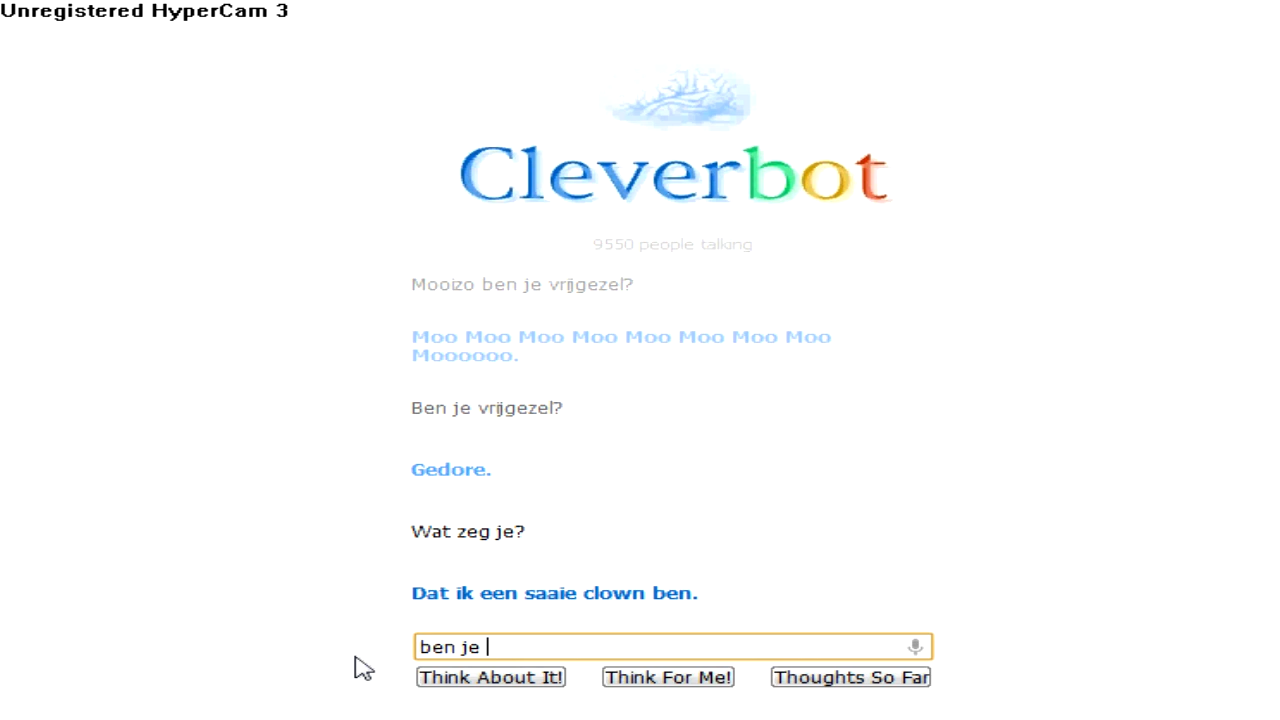 Unregistered HyperCam 3
Cleverbot
9550 people talking
Mooizo ben je vrijgezel?
Moo Moo Moo Moo Moo Moo Moo Moo
Moooooo.
Ben je vrijgezel?
Gedore.
Wat zeg je?
Dat ik een saaie clown ben.
ben je
Think About It! Think For Me! Thoughts So Far